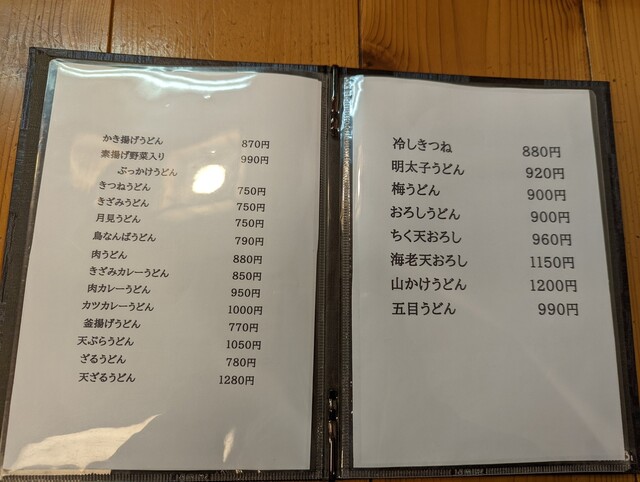 かき揚げうどん 870円
素揚げ野菜入り 990円
ぶっかけうどん
きつねうどん 750円
きざみうどん 750円
月見うどん 750円
鳥なんばうどん 790円
肉うどん 880円
きざみカレーうどん 850円
肉カレーうどん 950円
カツカレーうどん 1000円
釜揚げうどん 770円
天ぷらうどん 1050円
ざるうどん 780円
天ざるうどん 1280円
冷しきつね 880円
明太子うどん 920円
梅うどん 900円
おろしうどん 900円
ちく天おろし 960円
海老天おろし 1150円
山かけうどん 1200円
五目うどん 990円